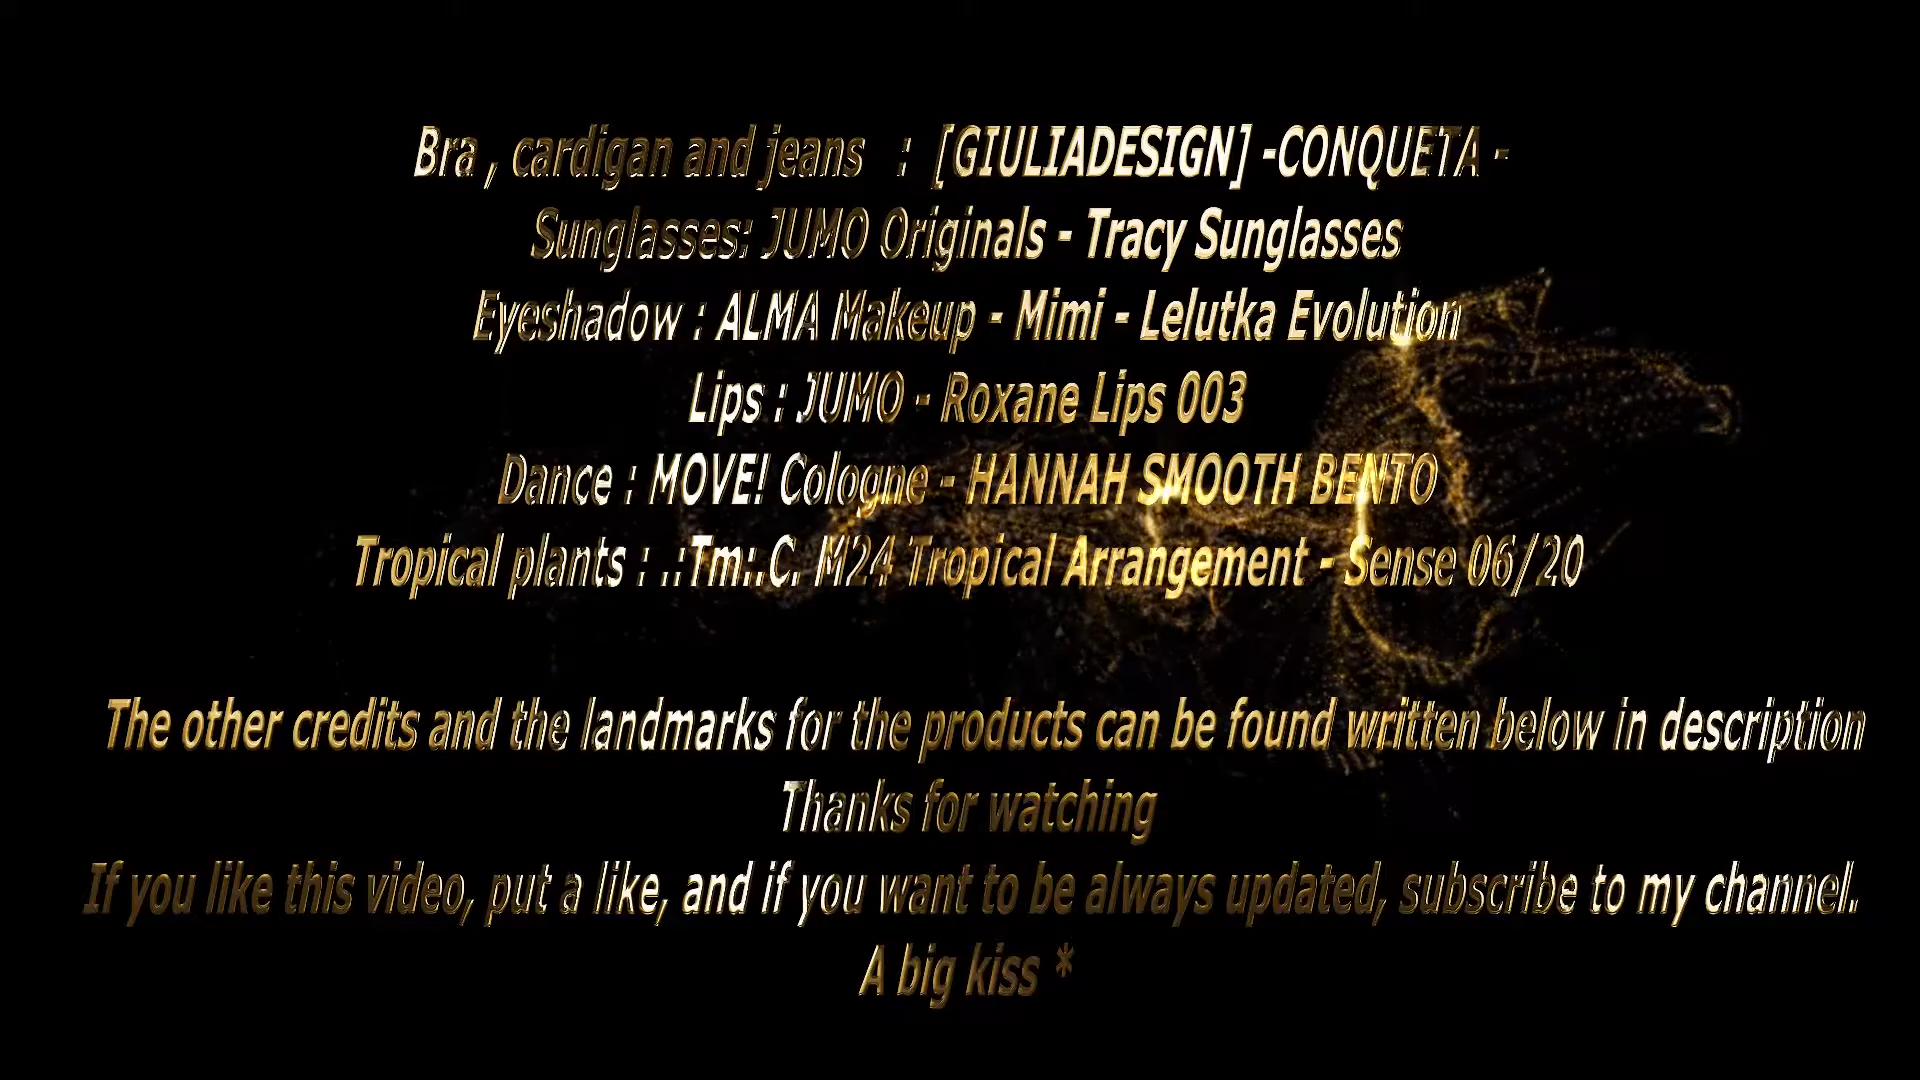 Bra , cardigan and jeans : [GIULIADESIGN] -CONQUETA -
Sunglasses: JUMO Originals - Tracy Sunglasses
Eyeshadow : ALMA Makeup - Mimi - Lelutka Evolution
Lips : JUMO - Roxane Lips 003
Dance : MOVE! Cologne - HANNAH SMOOTH BENTO
Tropical plants : .:Tm:.C. M24 Tropical Arrangement - Sense 06/20
The other credits and the landmarks for the products can be found written below in description
Thanks for watching
If you like this video, put a like, and if you want to be always updated, subscribe to my channel.
A big kiss *